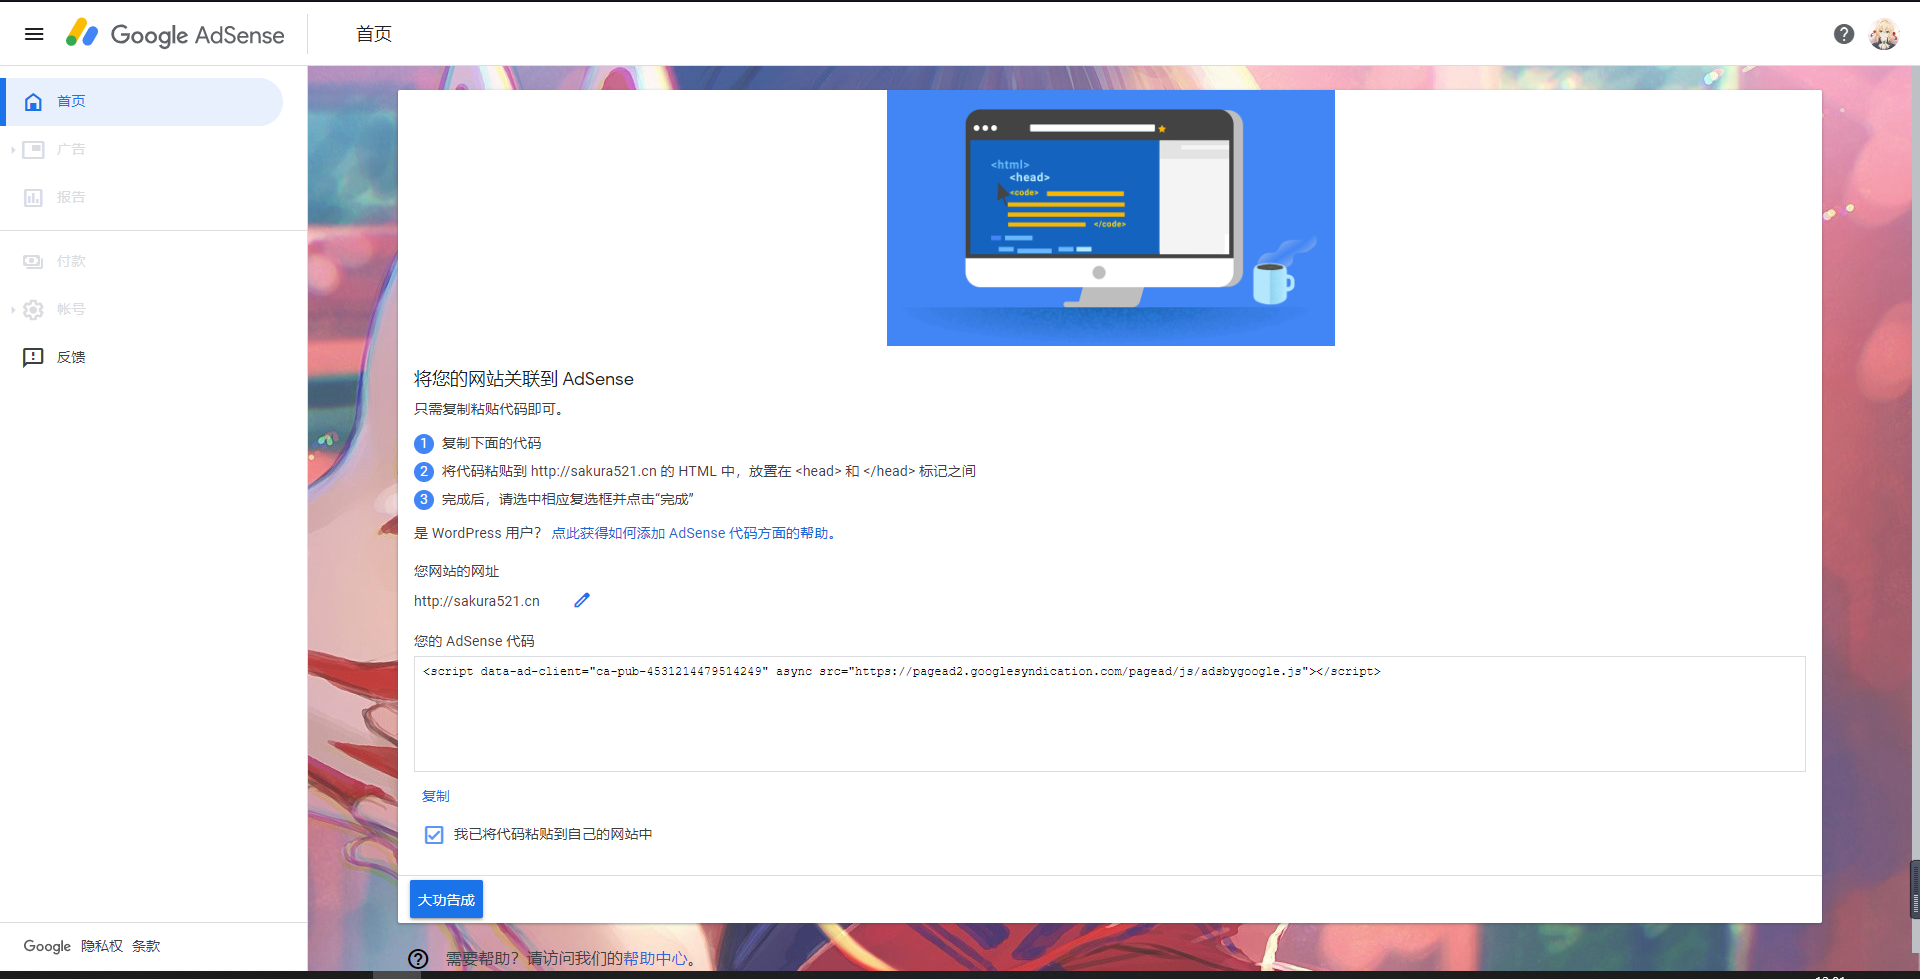 Google AdSense
首页
首页
广告
报告
付款
帐号
反馈
<html>
<head>
<code>
</code>
将您的网站关联到 AdSense
只需复制粘贴代码即可。
1 复制下面的代码
2 将代码粘贴到 http://sakura521.cn 的 HTML 中，放置在 <head> 和 </head> 标记之间
3 完成后，请选中相应复选框并点击“完成”
是 WordPress 用户？ 点此获得如何添加 AdSense 代码方面的帮助。
您网站的网址
http://sakura521.cn
您的 AdSense 代码
<script data-ad-client="ca-pub-4531214479514249" async src="https://pagead2.googlesyndication.com/pagead/js/adsbygoogle.js"></script>
复制
我已将代码粘贴到自己的网站中
大功告成
Google 隐私权 条款
需要帮助？请访问我们的帮助中心。